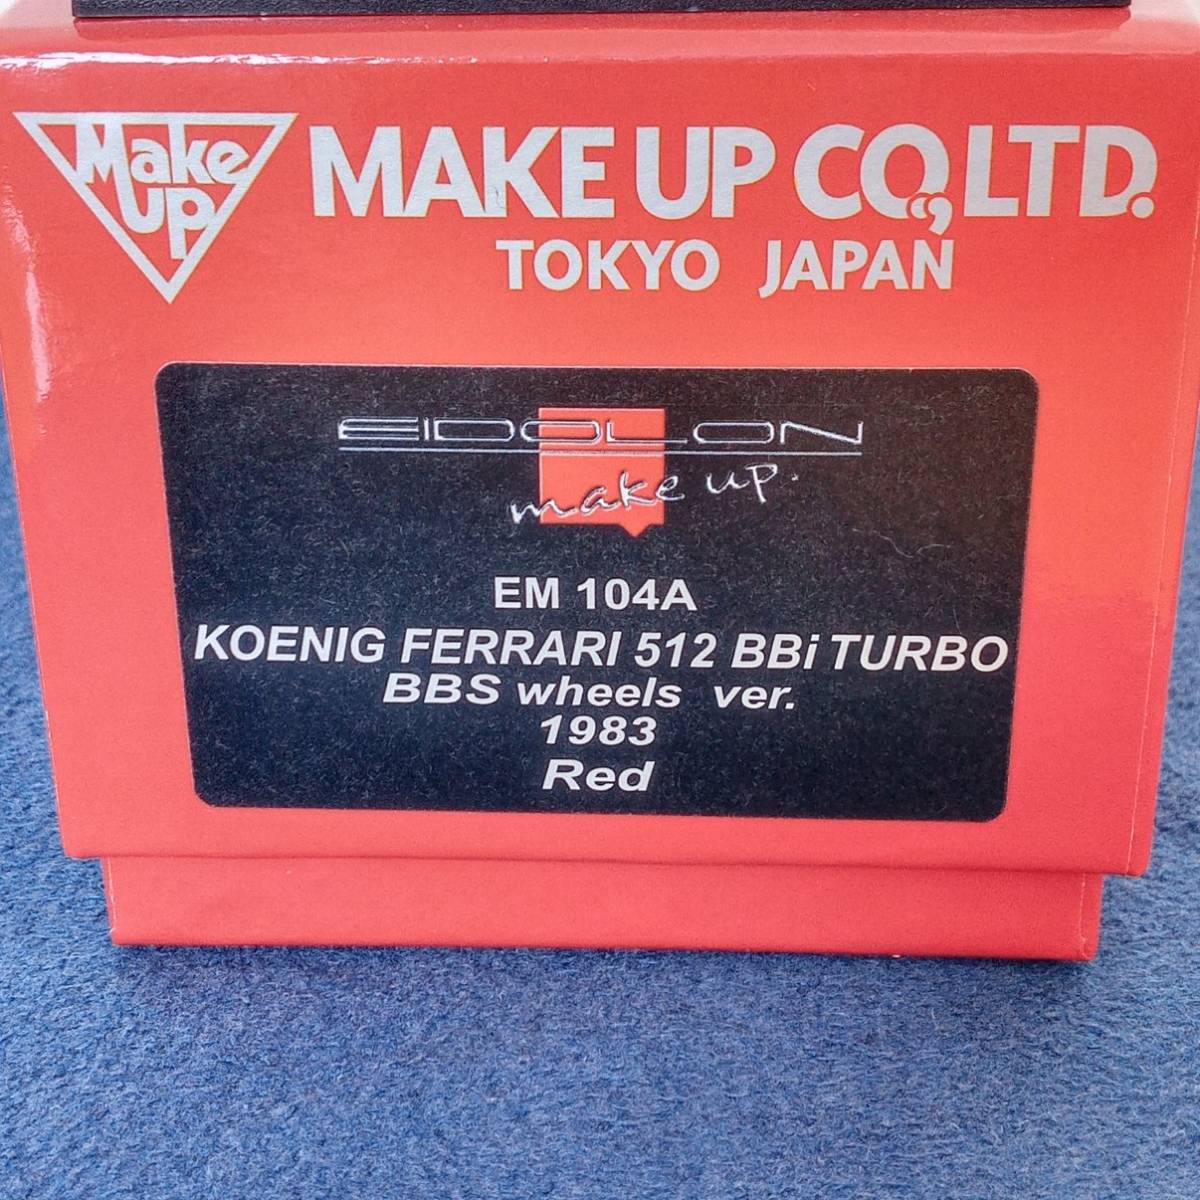 Make Up
MAKE UP CO., LTD.
TOKYO JAPAN
EIDOLON
make up.
EM 104A
KOENIG FERRARI 512 BBi TURBO
BBS wheels ver.
1983
Red